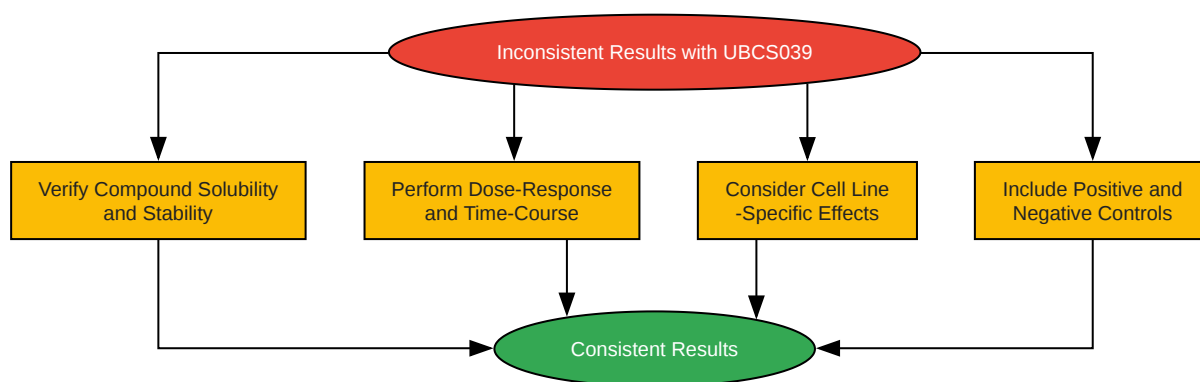 Inconsistent Results with UBCS039
Verify Compound Solubility
and Stability
Perform Dose-Response
and Time-Course
Consider Cell Line
-Specific Effects
Include Positive and
Negative Controls
Consistent Results